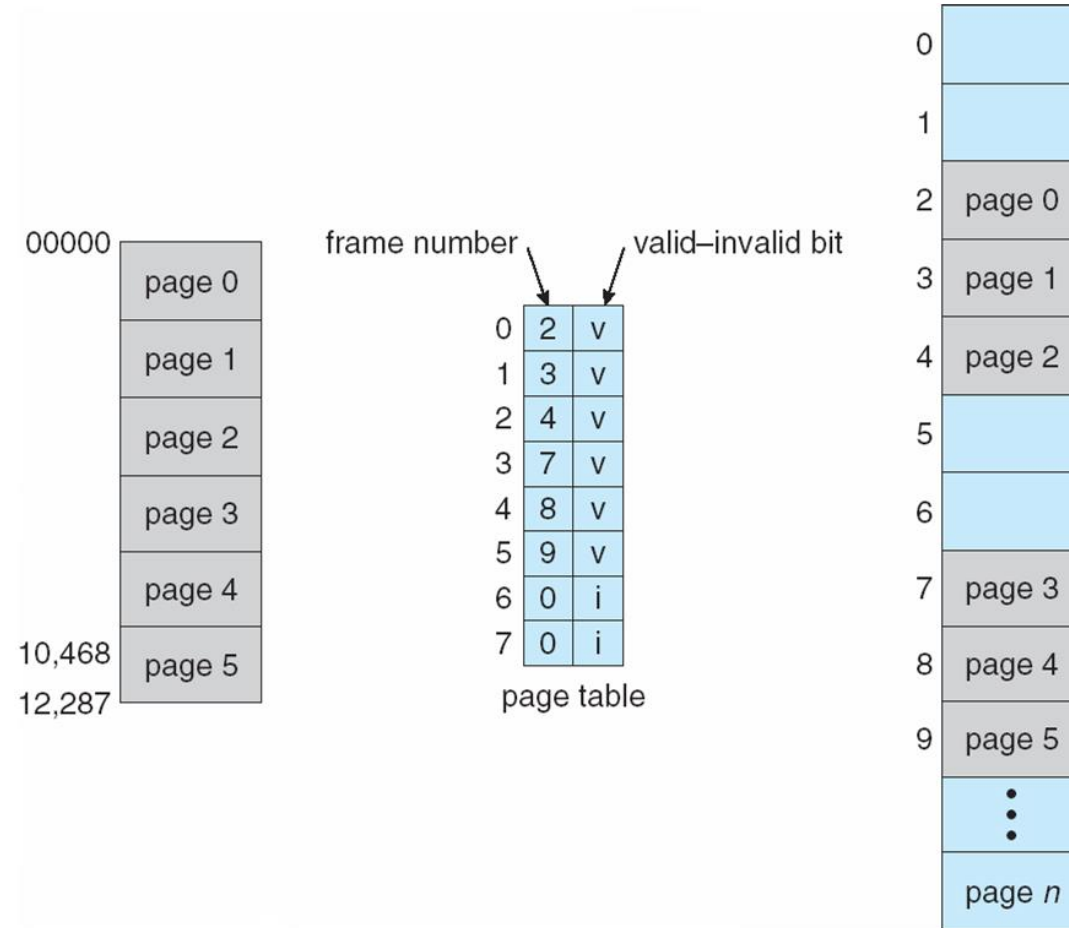 00000
page 0
page 1
page 2
page 3
page 4
10,468
page 5
12,287
frame number
valid–invalid bit
0 2 v
1 3 v
2 4 v
3 7 v
4 8 v
5 9 v
6 0 i
7 0 i
page table
0
1
2 page 0
3 page 1
4 page 2
5
6
7 page 3
8 page 4
9 page 5
page n